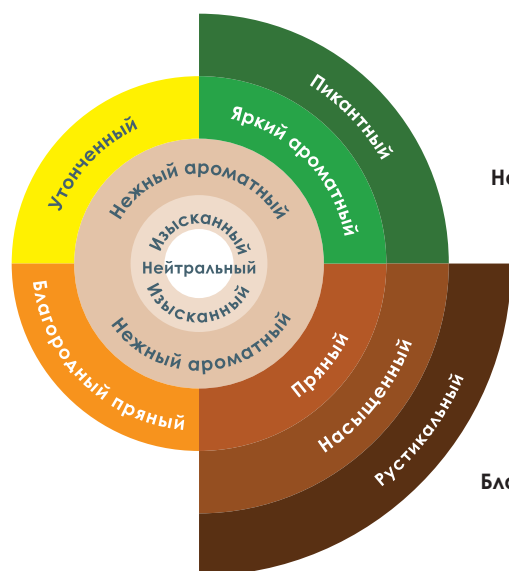 Пикантный
Яркий ароматный
Утонченный
Нежный ароматный
Изысканный
Нейтральный
Изысканный
Нежный ароматный
Благородный пряный
Пряный
Насыщенный
Рустикальный